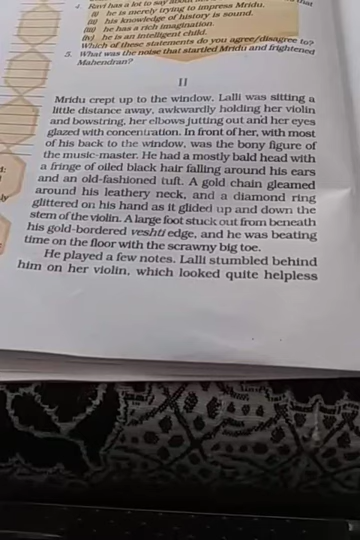 that
4. Ravi has a lot to say about
(i) he is merely trying to impress Mridu.
(ii) his knowledge of history is sound.
(iii) he has a rich imagination.
(iv) he is an intelligent child.
Which of these statements do you agree/disagree to?
5. What was the noise that startled Mridu and frightened
Mahendran?
II
Mridu crept up to the window. Lalli was sitting a
little distance away, awkwardly holding her violin
and bowstring, her elbows jutting out and her eyes
glazed with concentration. In front of her, with most
of his back to the window, was the bony figure of
the music-master. He had a mostly bald head with
a fringe of oiled black hair falling around his ears
and an old-fashioned tuft. A gold chain gleamed
around his leathery neck, and a diamond ring
glittered on his hand as it glided up and down the
stem of the violin. A large foot stuck out from beneath
his gold-bordered veshti edge, and he was beating
time on the floor with the scrawny big toe.
He played a few notes. Lalli stumbled behind
him on her violin, which looked quite helpless